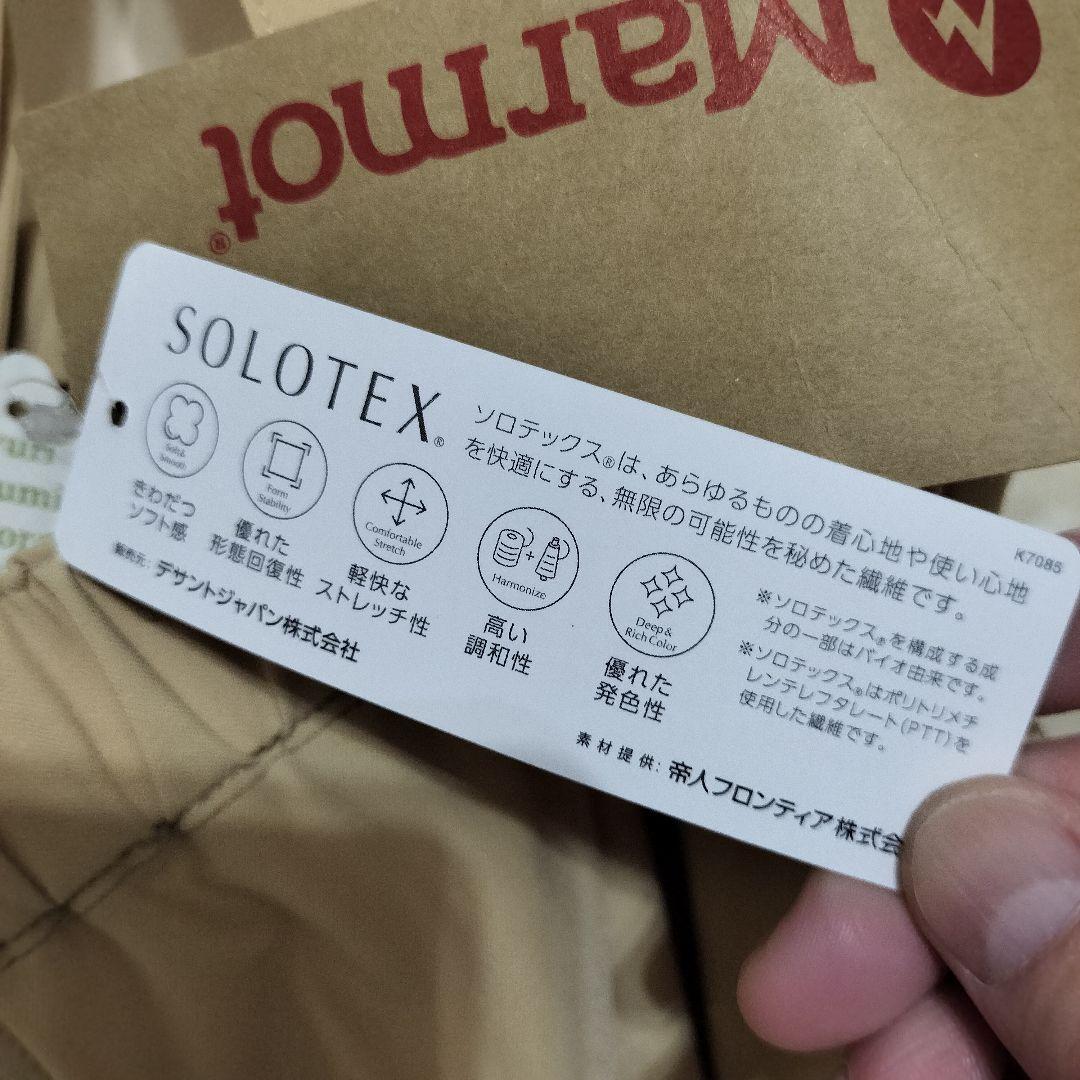 Marmot®
SOLOTEX®
ソロテックス®は、あらゆるものの着心地や使い心地
を快適にする、無限の可能性を秘めた繊維です。
K7085
Soft&
Smooth
きわだつ
ソフト感
Form
Stability
優れた
形態回復性
Comfortable
Stretch
軽快な
ストレッチ性
Harmonize
高い
調和性
Deep&
Rich Color
優れた
発色性
※ソロテックス®を構成する成
分の一部はバイオ由来です。
※ソロテックス®はポリトリメチ
レンテレフタレート(PTT)を
使用した繊維です。
販売元:デサントジャパン株式会社
素材提供:帝人フロンティア株式会